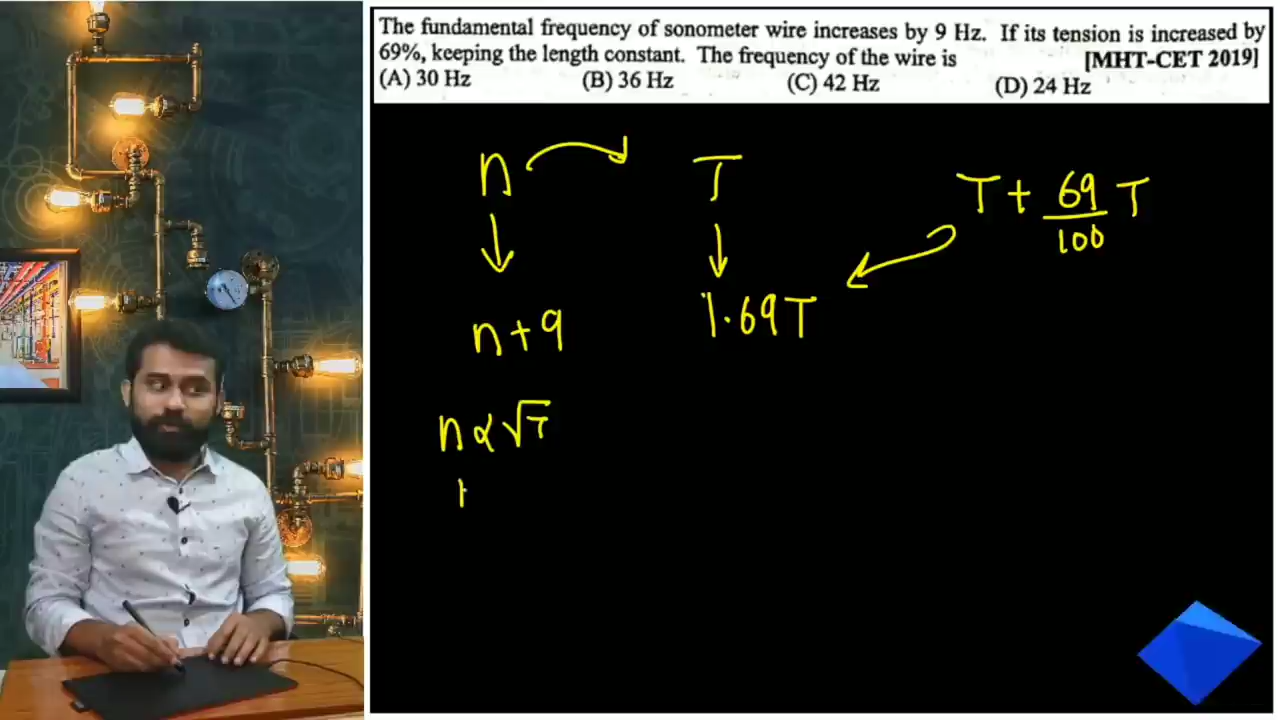 The fundamental frequency of sonometer wire increases by 9 Hz. If its tension is increased by
69%, keeping the length constant. The frequency of the wire is [MHT-CET 2019]
(A) 30 Hz (B) 36 Hz (C) 42 Hz (D) 24 Hz
n T T + 69/100 T
n + 9 1.69T
n ∝ √T